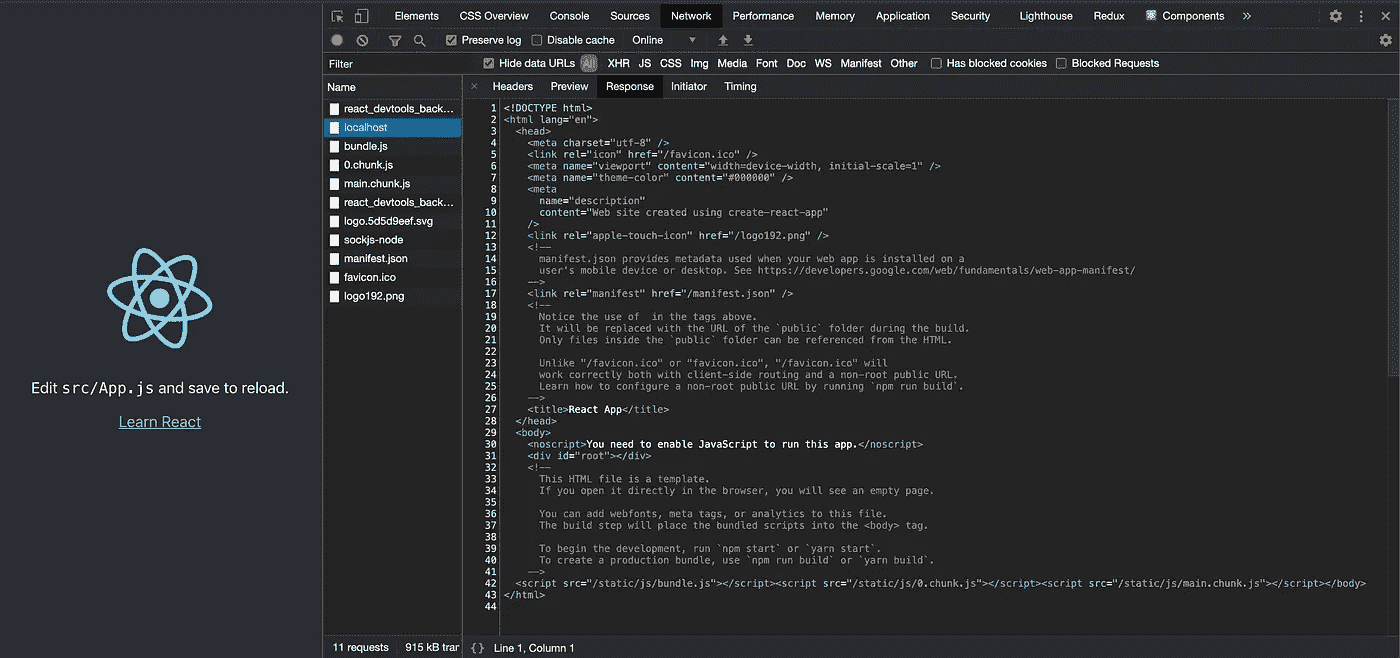 Elements CSS Overview Console Sources Network Performance Memory Application Security Lighthouse Redux Components »
Preserve log Disable cache Online
Filter Hide data URLs All XHR JS CSS Img Media Font Doc WS Manifest Other Has blocked cookies Blocked Requests
Name
react_devtools_back...
localhost
bundle.js
0.chunk.js
main.chunk.js
react_devtools_back...
logo.5d5d9eef.svg
sockjs-node
manifest.json
favicon.ico
logo192.png
Edit src/App.js and save to reload.
Learn React
× Headers Preview Response Initiator Timing
1 <!DOCTYPE html>
2 <html lang="en">
3 <head>
4 <meta charset="utf-8" />
5 <link rel="icon" href="/favicon.ico" />
6 <meta name="viewport" content="width=device-width, initial-scale=1" />
7 <meta name="theme-color" content="#000000" />
8 <meta
9 name="description"
10 content="Web site created using create-react-app"
11 />
12 <link rel="apple-touch-icon" href="/logo192.png" />
13 <!--
14 manifest.json provides metadata used when your web app is installed on a
15 user's mobile device or desktop. See https://developers.google.com/web/fundamentals/web-app-manifest/
16 -->
17 <link rel="manifest" href="/manifest.json" />
18 <!--
19 Notice the use of  in the tags above.
20 It will be replaced with the URL of the `public` folder during the build.
21 Only files inside the `public` folder can be referenced from the HTML.
22
23 Unlike "/favicon.ico" or "favicon.ico", "/favicon.ico" will
24 work correctly both with client-side routing and a non-root public URL.
25 Learn how to configure a non-root public URL by running `npm run build`.
26 -->
27 <title>React App</title>
28 </head>
29 <body>
30 <noscript>You need to enable JavaScript to run this app.</noscript>
31 <div id="root"></div>
32 <!--
33 This HTML file is a template.
34 If you open it directly in the browser, you will see an empty page.
35
36 You can add webfonts, meta tags, or analytics to this file.
37 The build step will place the bundled scripts into the <body> tag.
38
39 To begin the development, run `npm start` or `yarn start`.
40 To create a production bundle, use `npm run build` or `yarn build`.
41 -->
42 <script src="/static/js/bundle.js"></script><script src="/static/js/0.chunk.js"></script><script src="/static/js/main.chunk.js"></script></body>
43 </html>
44
11 requests 915 kB tran {} Line 1, Column 1